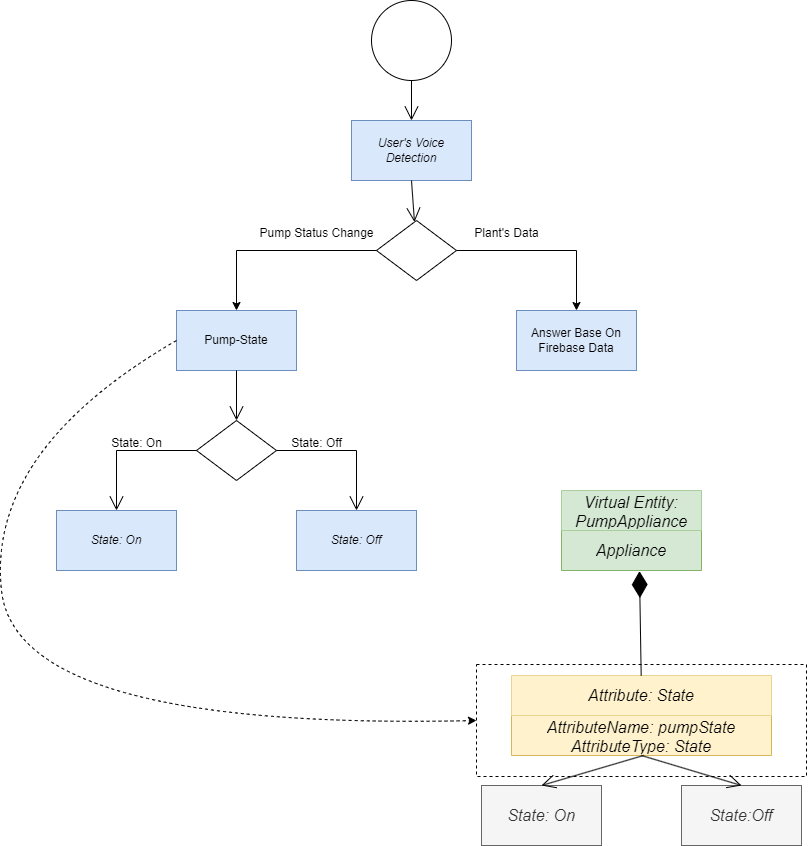 User's Voice
Detection
Pump Status Change
Plant's Data
Pump-State
Answer Base On
Firebase Data
State: On
State: Off
State: On
State: Off
Virtual Entity:
PumpAppliance
Appliance
Attribute: State
AttributeName: pumpState
AttributeType: State
State: On
State:Off